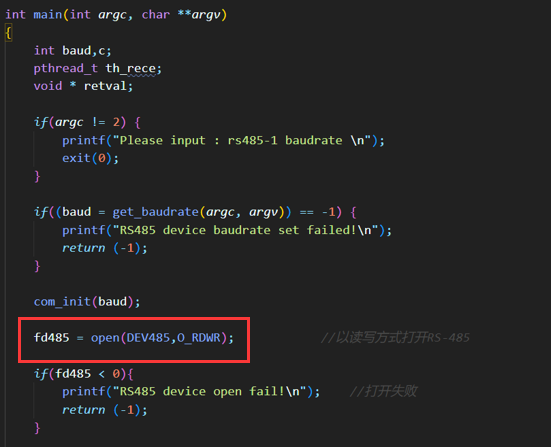 int main(int argc, char **argv)
{
    int baud,c;
    pthread_t th_rece;
    void * retval;
    if(argc != 2) {
        printf("Please input : rs485-1 baudrate \n");
        exit(0);
    }
    if((baud = get_baudrate(argc, argv)) == -1) {
        printf("RS485 device baudrate set failed!\n");
        return (-1);
    }
    com_init(baud);
    fd485 = open(DEV485,O_RDWR);            //以读写方式打开RS-485
    if(fd485 < 0){
        printf("RS485 device open fail!\n");    //打开失败
        return (-1);
    }